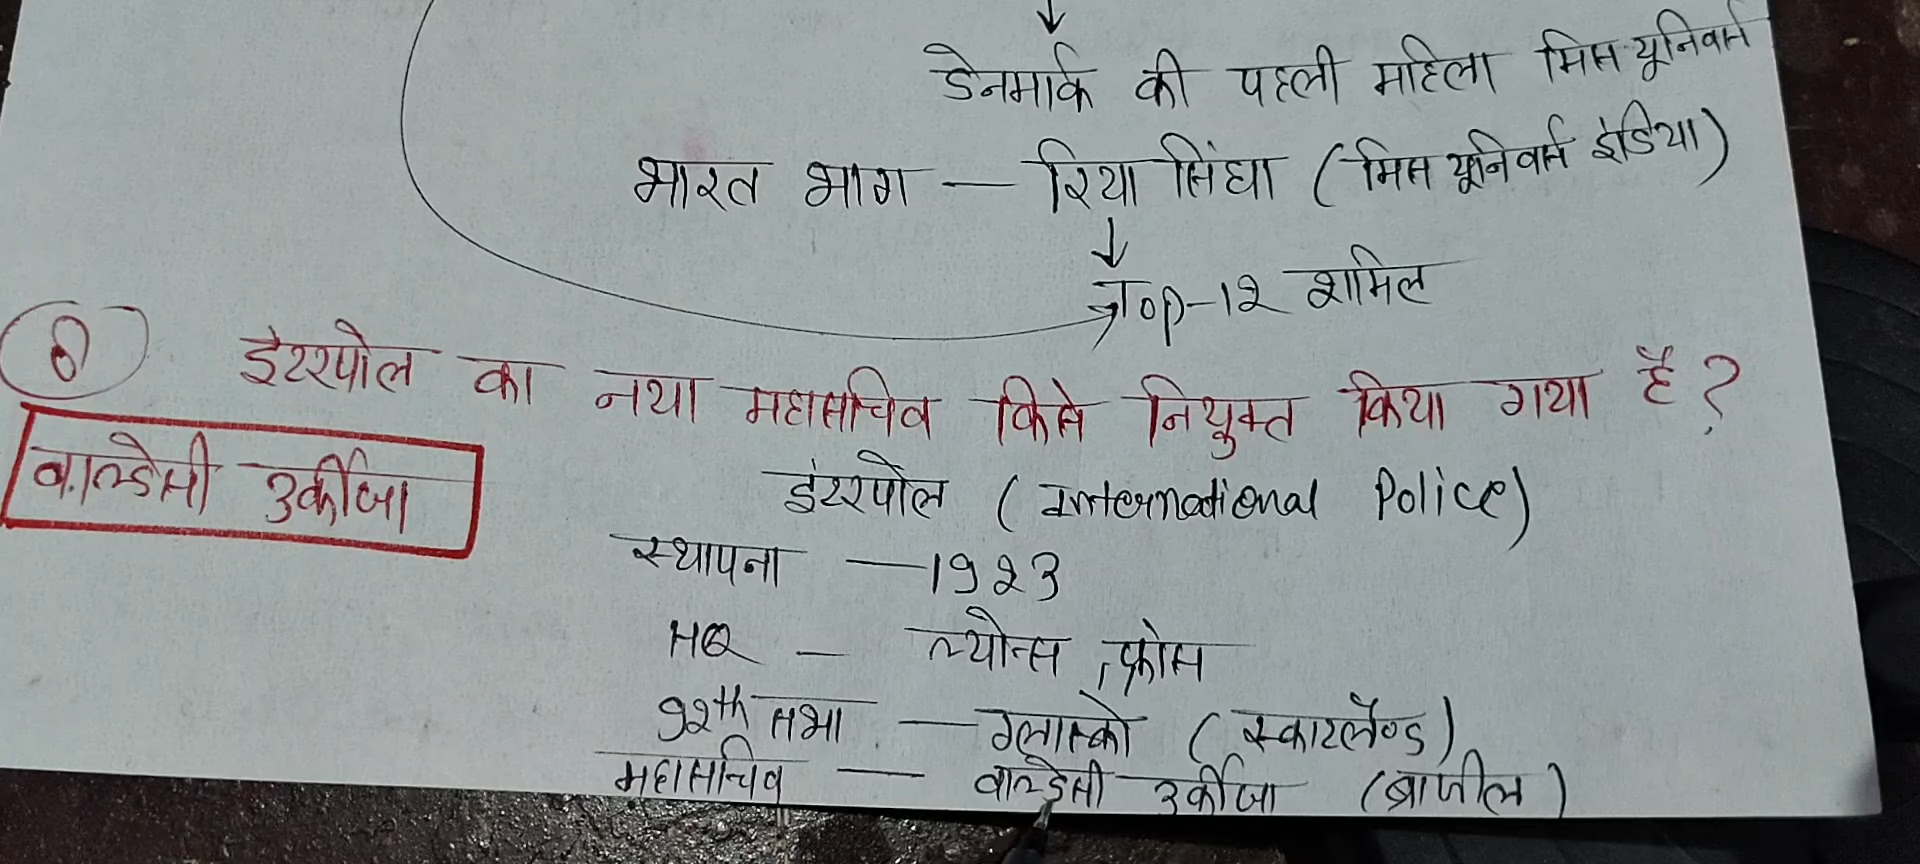 डेनमार्क की पहली महिला मिस यूनिवर्स
भारत भाग — रिया सिंघा (मिस यूनिवर्स इंडिया)
Top-12 शामिल
6 इंटरपोल का नया महासचिव किसे नियुक्त किया गया है?
वाल्डेसी उर्कीजा
इंटरपोल (International Police)
स्थापना — 1923
HQ — ल्योन्स, फ्रांस
92th सभा — ग्लास्को (स्काटलैण्ड)
महासचिव — वाल्डेसी उर्कीजा (ब्राजील)